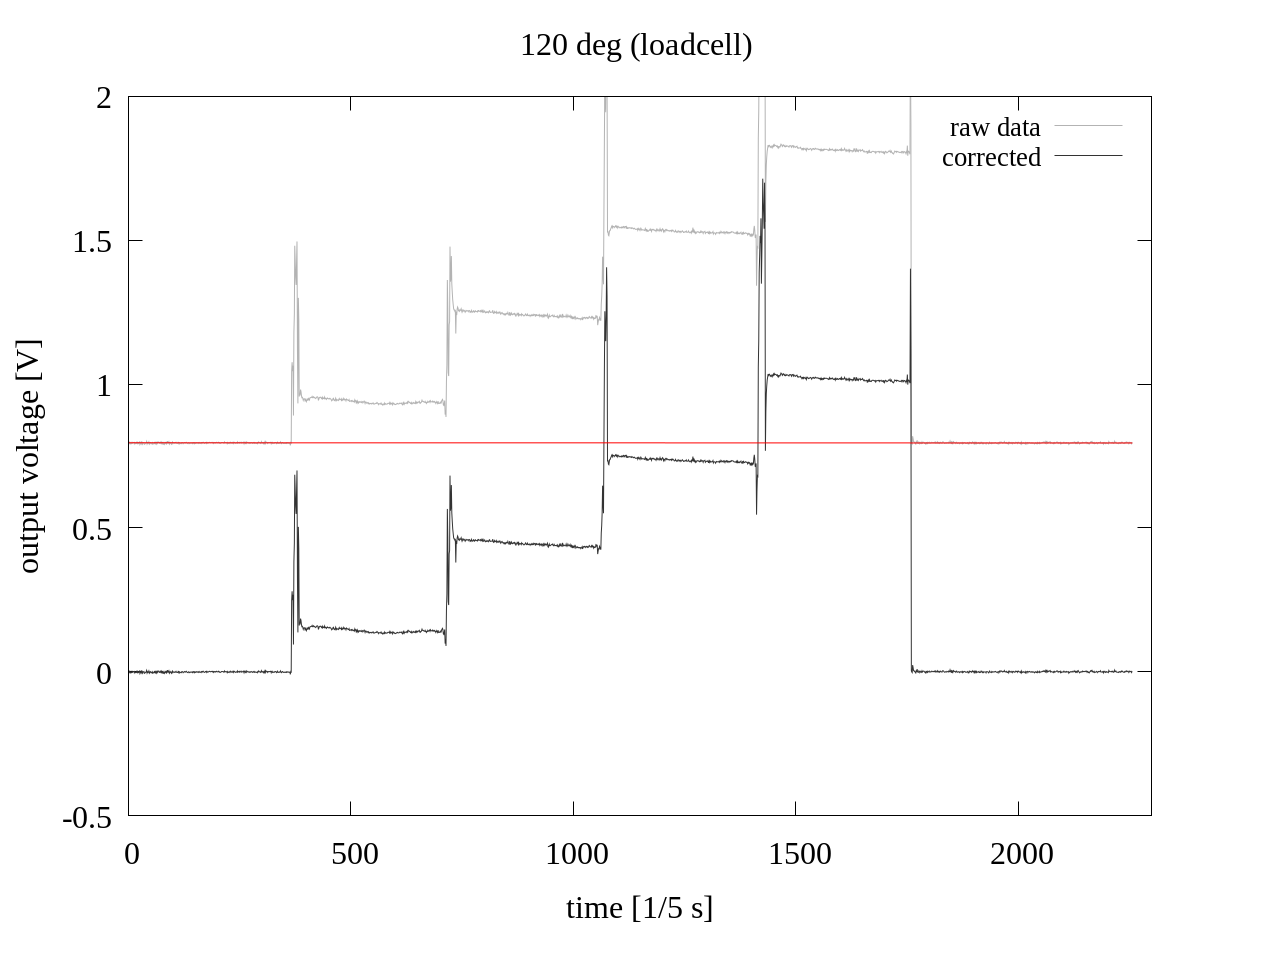 120 deg (loadcell)
raw data
corrected
2
1.5
1
0.5
0
-0.5
output voltage [V]
0 500 1000 1500 2000
time [1/5 s]